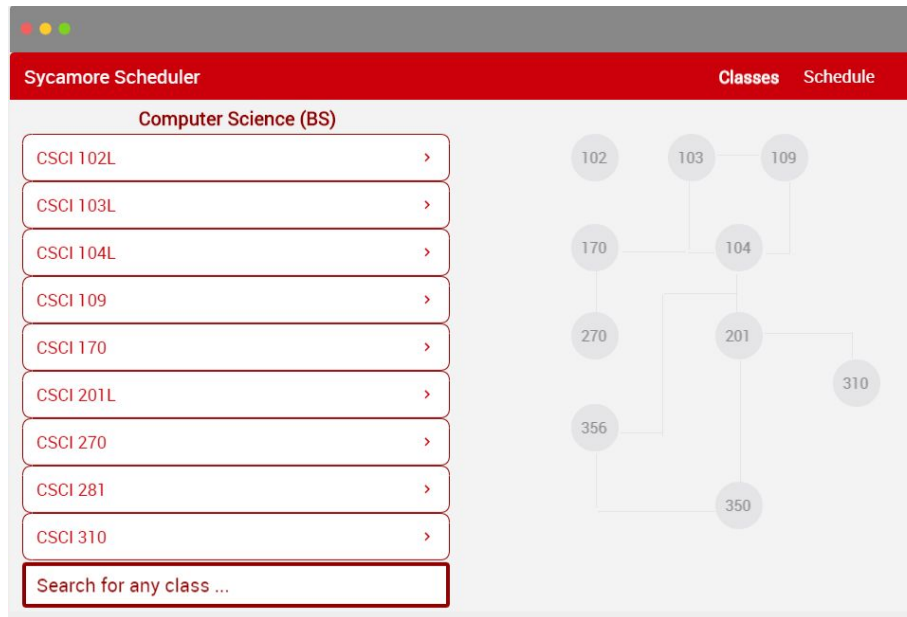 Sycamore Scheduler
Classes Schedule
Computer Science (BS)
CSCI 102L
CSCI 103L
CSCI 104L
CSCI 109
CSCI 170
CSCI 201L
CSCI 270
CSCI 281
CSCI 310
Search for any class ...
102 103 109
170 104
270 201
310
356
350